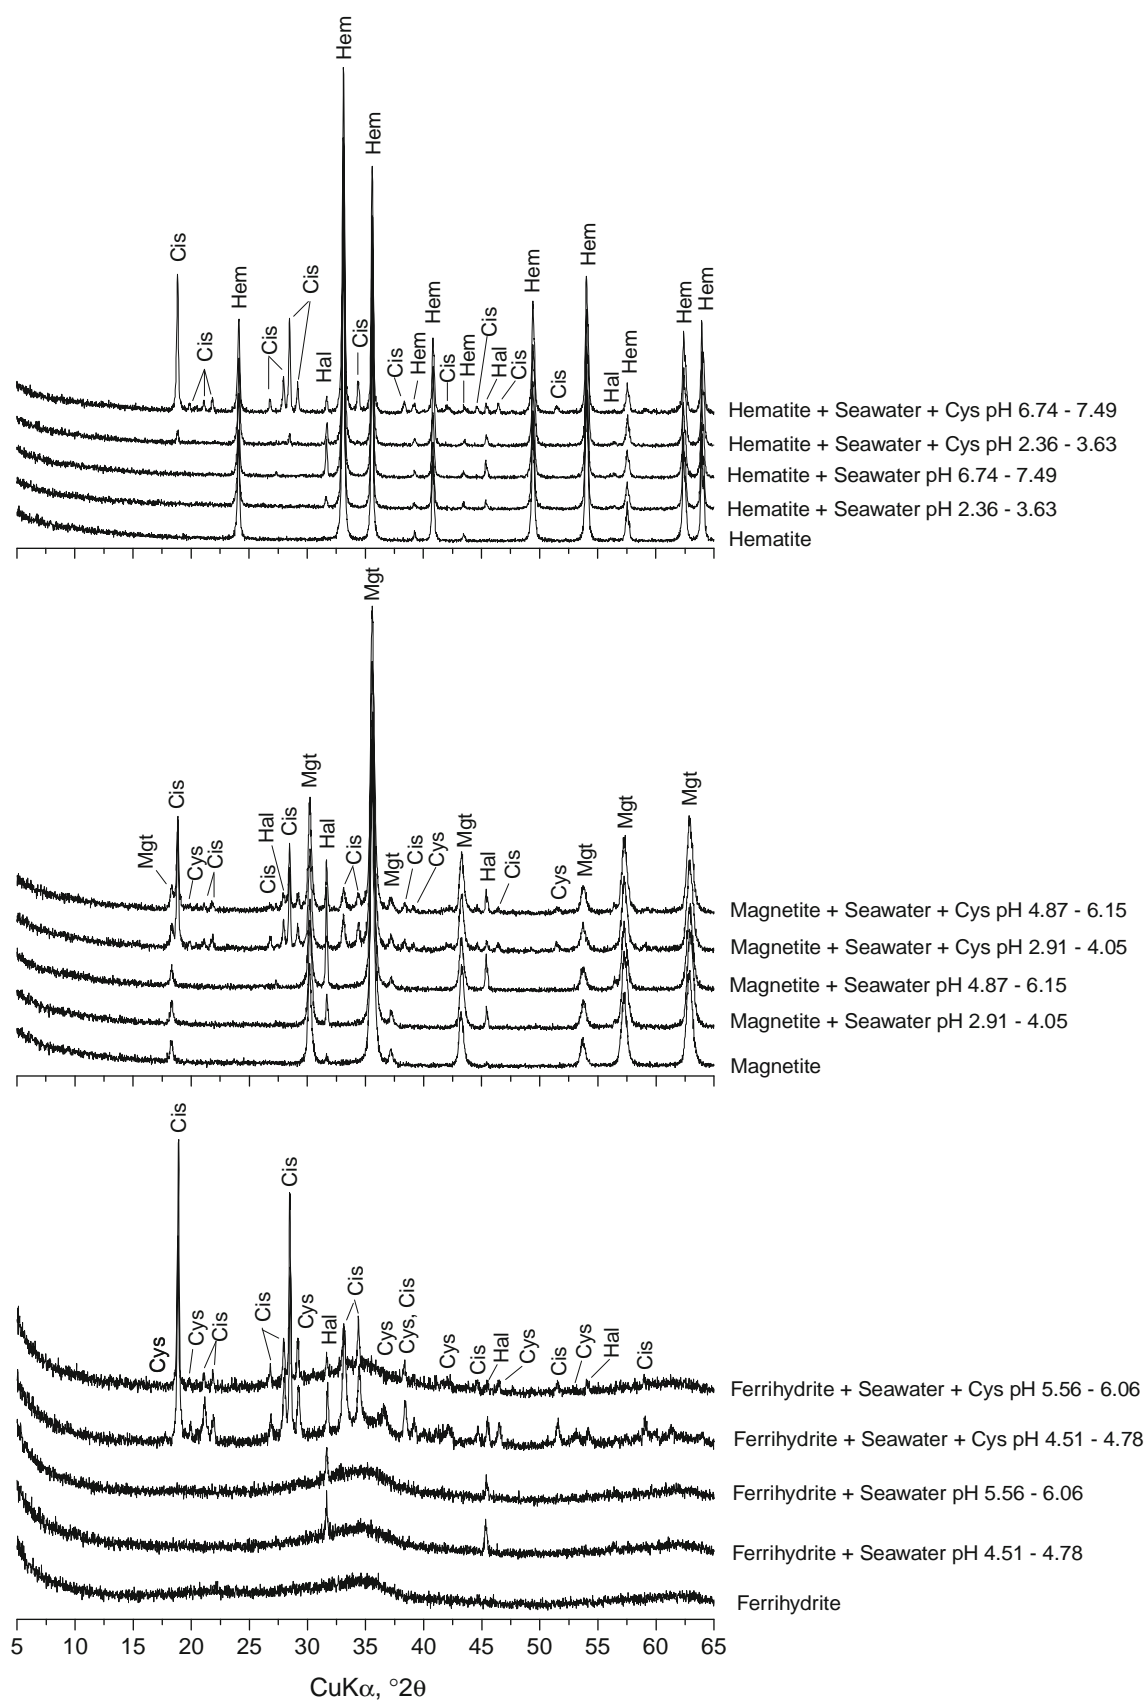 Hem
Hem
Cis
Hem
Cis
Cis
Cis
Hal
Cis
Cis
Hem
Hem
Cis
Hem
Cis
Hal
Cis
Hem
Cis
Hem
Hal
Hem
Hem
Hem
Hematite + Seawater + Cys pH 6.74 - 7.49
Hematite + Seawater + Cys pH 2.36 - 3.63
Hematite + Seawater pH 6.74 - 7.49
Hematite + Seawater pH 2.36 - 3.63
Hematite
Mgt
Mgt
Cis
Cys
Cis
Cis
Hal
Cis
Mgt
Hal
Cis
Mgt
Cis
Cys
Mgt
Hal
Cis
Cys
Mgt
Mgt
Mgt
Magnetite + Seawater + Cys pH 4.87 - 6.15
Magnetite + Seawater + Cys pH 2.91 - 4.05
Magnetite + Seawater pH 4.87 - 6.15
Magnetite + Seawater pH 2.91 - 4.05
Magnetite
Cys
Cis
Cys
Cis
Cis
Cis
Cys
Hal
Cis
Cys
Cys, Cis
Cys
Cis
Hal
Cys
Cis
Cys
Hal
Cis
Ferrihydrite + Seawater + Cys pH 5.56 - 6.06
Ferrihydrite + Seawater + Cys pH 4.51 - 4.78
Ferrihydrite + Seawater pH 5.56 - 6.06
Ferrihydrite + Seawater pH 4.51 - 4.78
Ferrihydrite
5 10 15 20 25 30 35 40 45 50 55 60 65
CuKα, °2θ